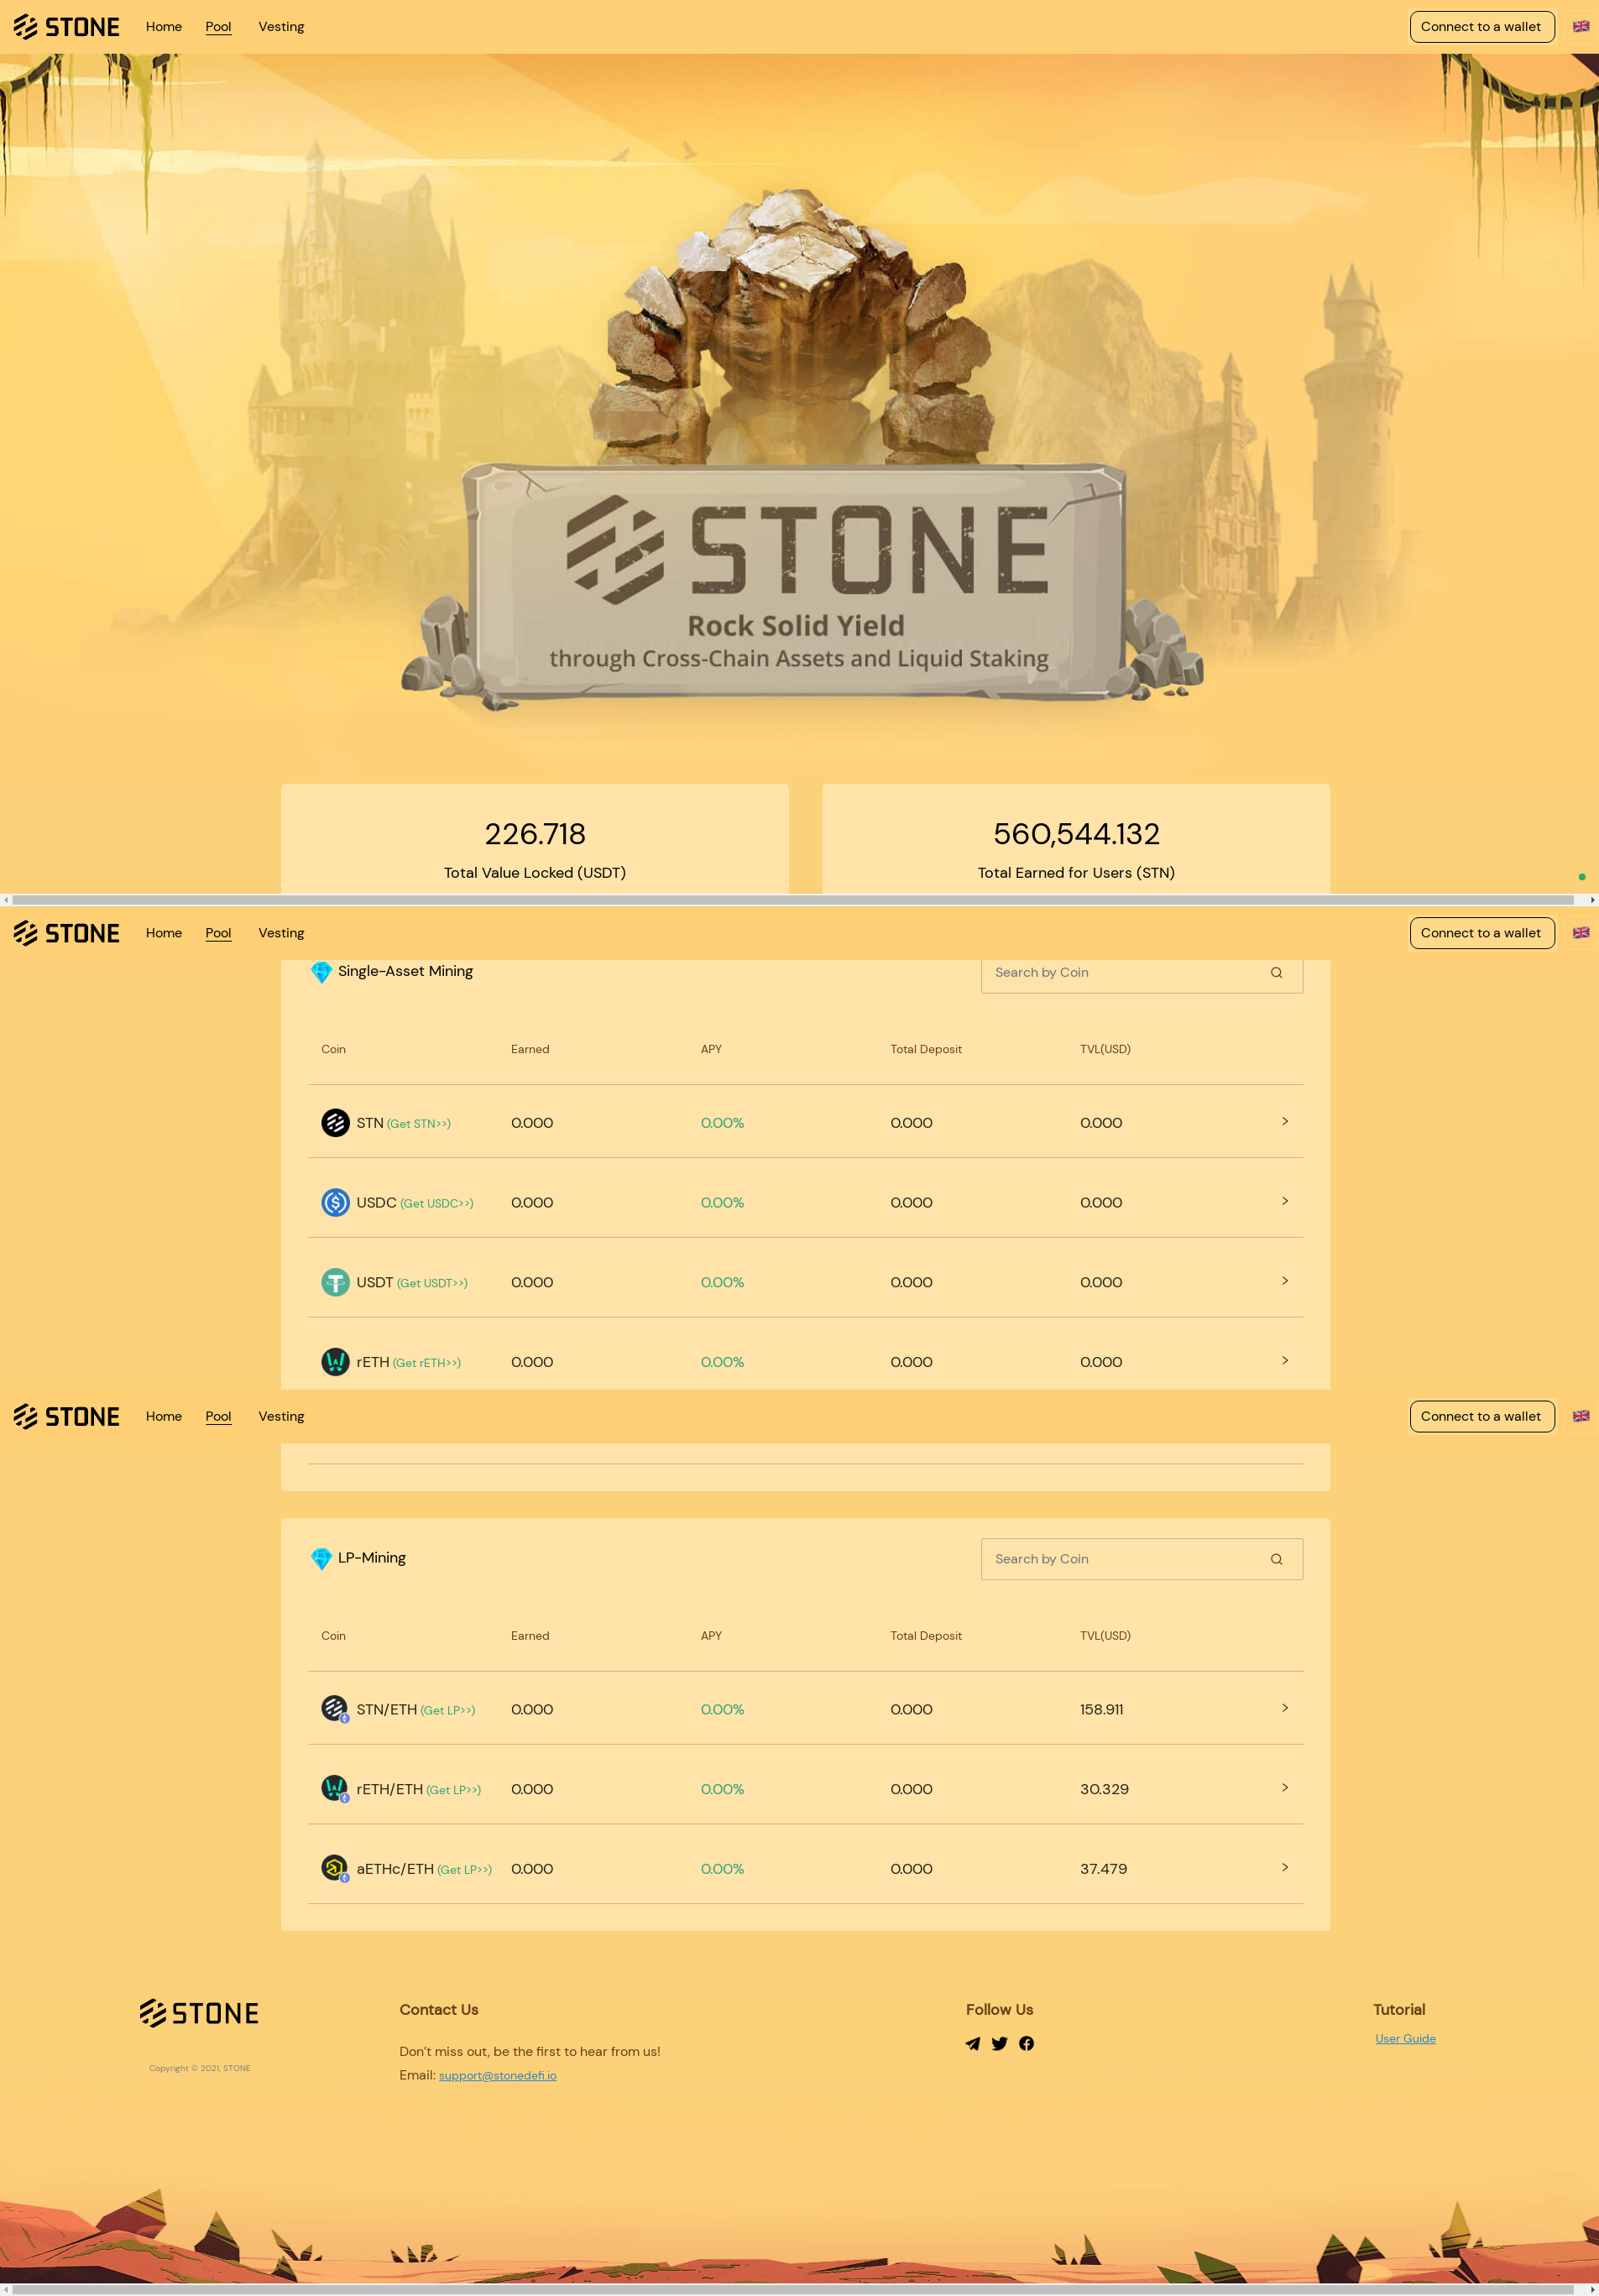 STONE Home Pool Vesting Connect to a wallet
STONE
Rock Solid Yield
through Cross-Chain Assets and Liquid Staking
226.718 560,544.132
Total Value Locked (USDT) Total Earned for Users (STN)
STONE Home Pool Vesting Connect to a wallet
Single-Asset Mining Search by Coin
Coin Earned APY Total Deposit TVL(USD)
STN (Get STN>>) 0.000 0.00% 0.000 0.000
USDC (Get USDC>>) 0.000 0.00% 0.000 0.000
USDT (Get USDT>>) 0.000 0.00% 0.000 0.000
rETH (Get rETH>>) 0.000 0.00% 0.000 0.000
STONE Home Pool Vesting Connect to a wallet
LP-Mining Search by Coin
Coin Earned APY Total Deposit TVL(USD)
STN/ETH (Get LP>>) 0.000 0.00% 0.000 158.911
rETH/ETH (Get LP>>) 0.000 0.00% 0.000 30.329
aETHc/ETH (Get LP>>) 0.000 0.00% 0.000 37.479
STONE Contact Us Follow Us Tutorial
User Guide
Don't miss out, be the first to hear from us!
Copyright © 2021, STONE
Email: support@stonedefi.io